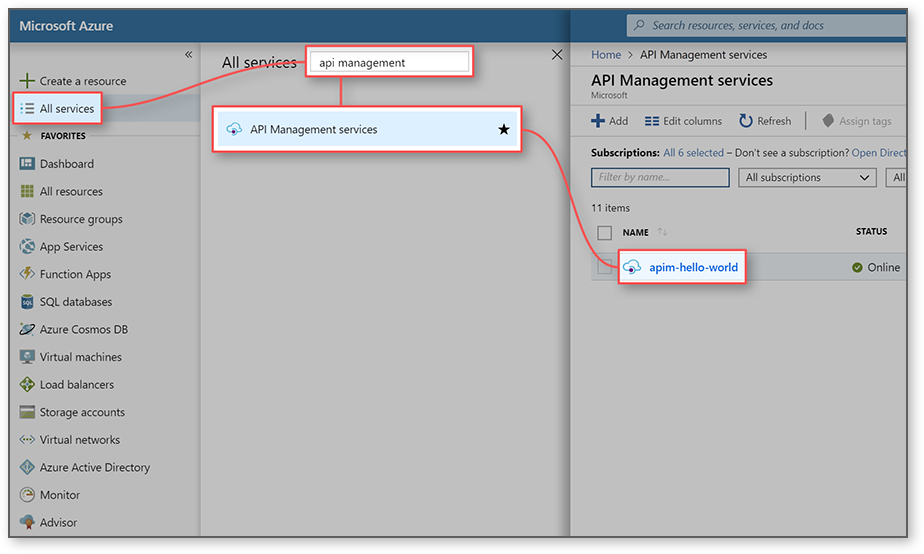 Microsoft Azure
Search resources, services, and docs
«
Create a resource
All services
FAVORITES
Dashboard
All resources
Resource groups
App Services
Function Apps
SQL databases
Azure Cosmos DB
Virtual machines
Load balancers
Storage accounts
Virtual networks
Azure Active Directory
Monitor
Advisor
All services
api management
API Management services
Home > API Management services
API Management services
Microsoft
Add Edit columns Refresh Assign tags
Subscriptions: All 6 selected – Don't see a subscription? Open Direc
Filter by name... All subscriptions All
11 items
NAME STATUS
apim-hello-world Online